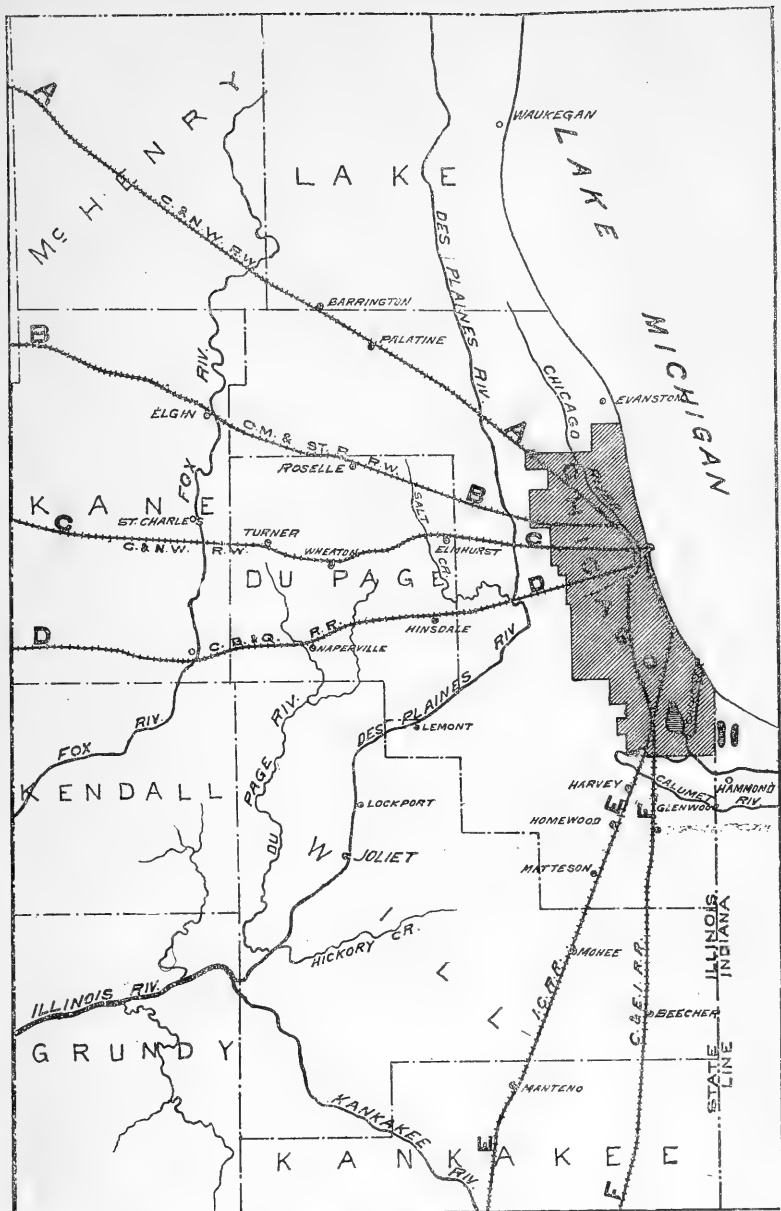 A
McHENRY
C. & N.W. R.W.
LAKE
WAUKEGAN
LAKE
MICHIGAN
DES PLAINES RIV.
BARRINGTON
PALATINE
B
RIV.
ELGIN
FOX
C. M. & ST. P. R.W.
ROSELLE
CHICAGO
RIVER
EVANSTON
A
B
KANE
ST. CHARLES
C
C. & N.W. R.W.
TURNER
WHEATON
SALT
CR.
ELMHURST
C
DU PAGE
D
D
C. B. & Q. R.R.
NAPERVILLE
HINSDALE
RIV
DES PLAINES
LEMONT
FOX
RIV.
KENDALL
DU PAGE RIV.
LOCKPORT
W
JOLIET
I
L
L
HICKORY CR.
HARVEY
CALUMET
RIV
HAMMOND
E
F
GLENWOOD
HOMEWOOD
MATTESON
MONEE
I.C.R.R.
C. & E. I. R.R.
BEECHER
ILLINOIS
INDIANA
STATE LINE
ILLINOIS RIV.
GRUNDY
KANKAKEE
RIV.
MANTENO
E
F
KANKAKEE